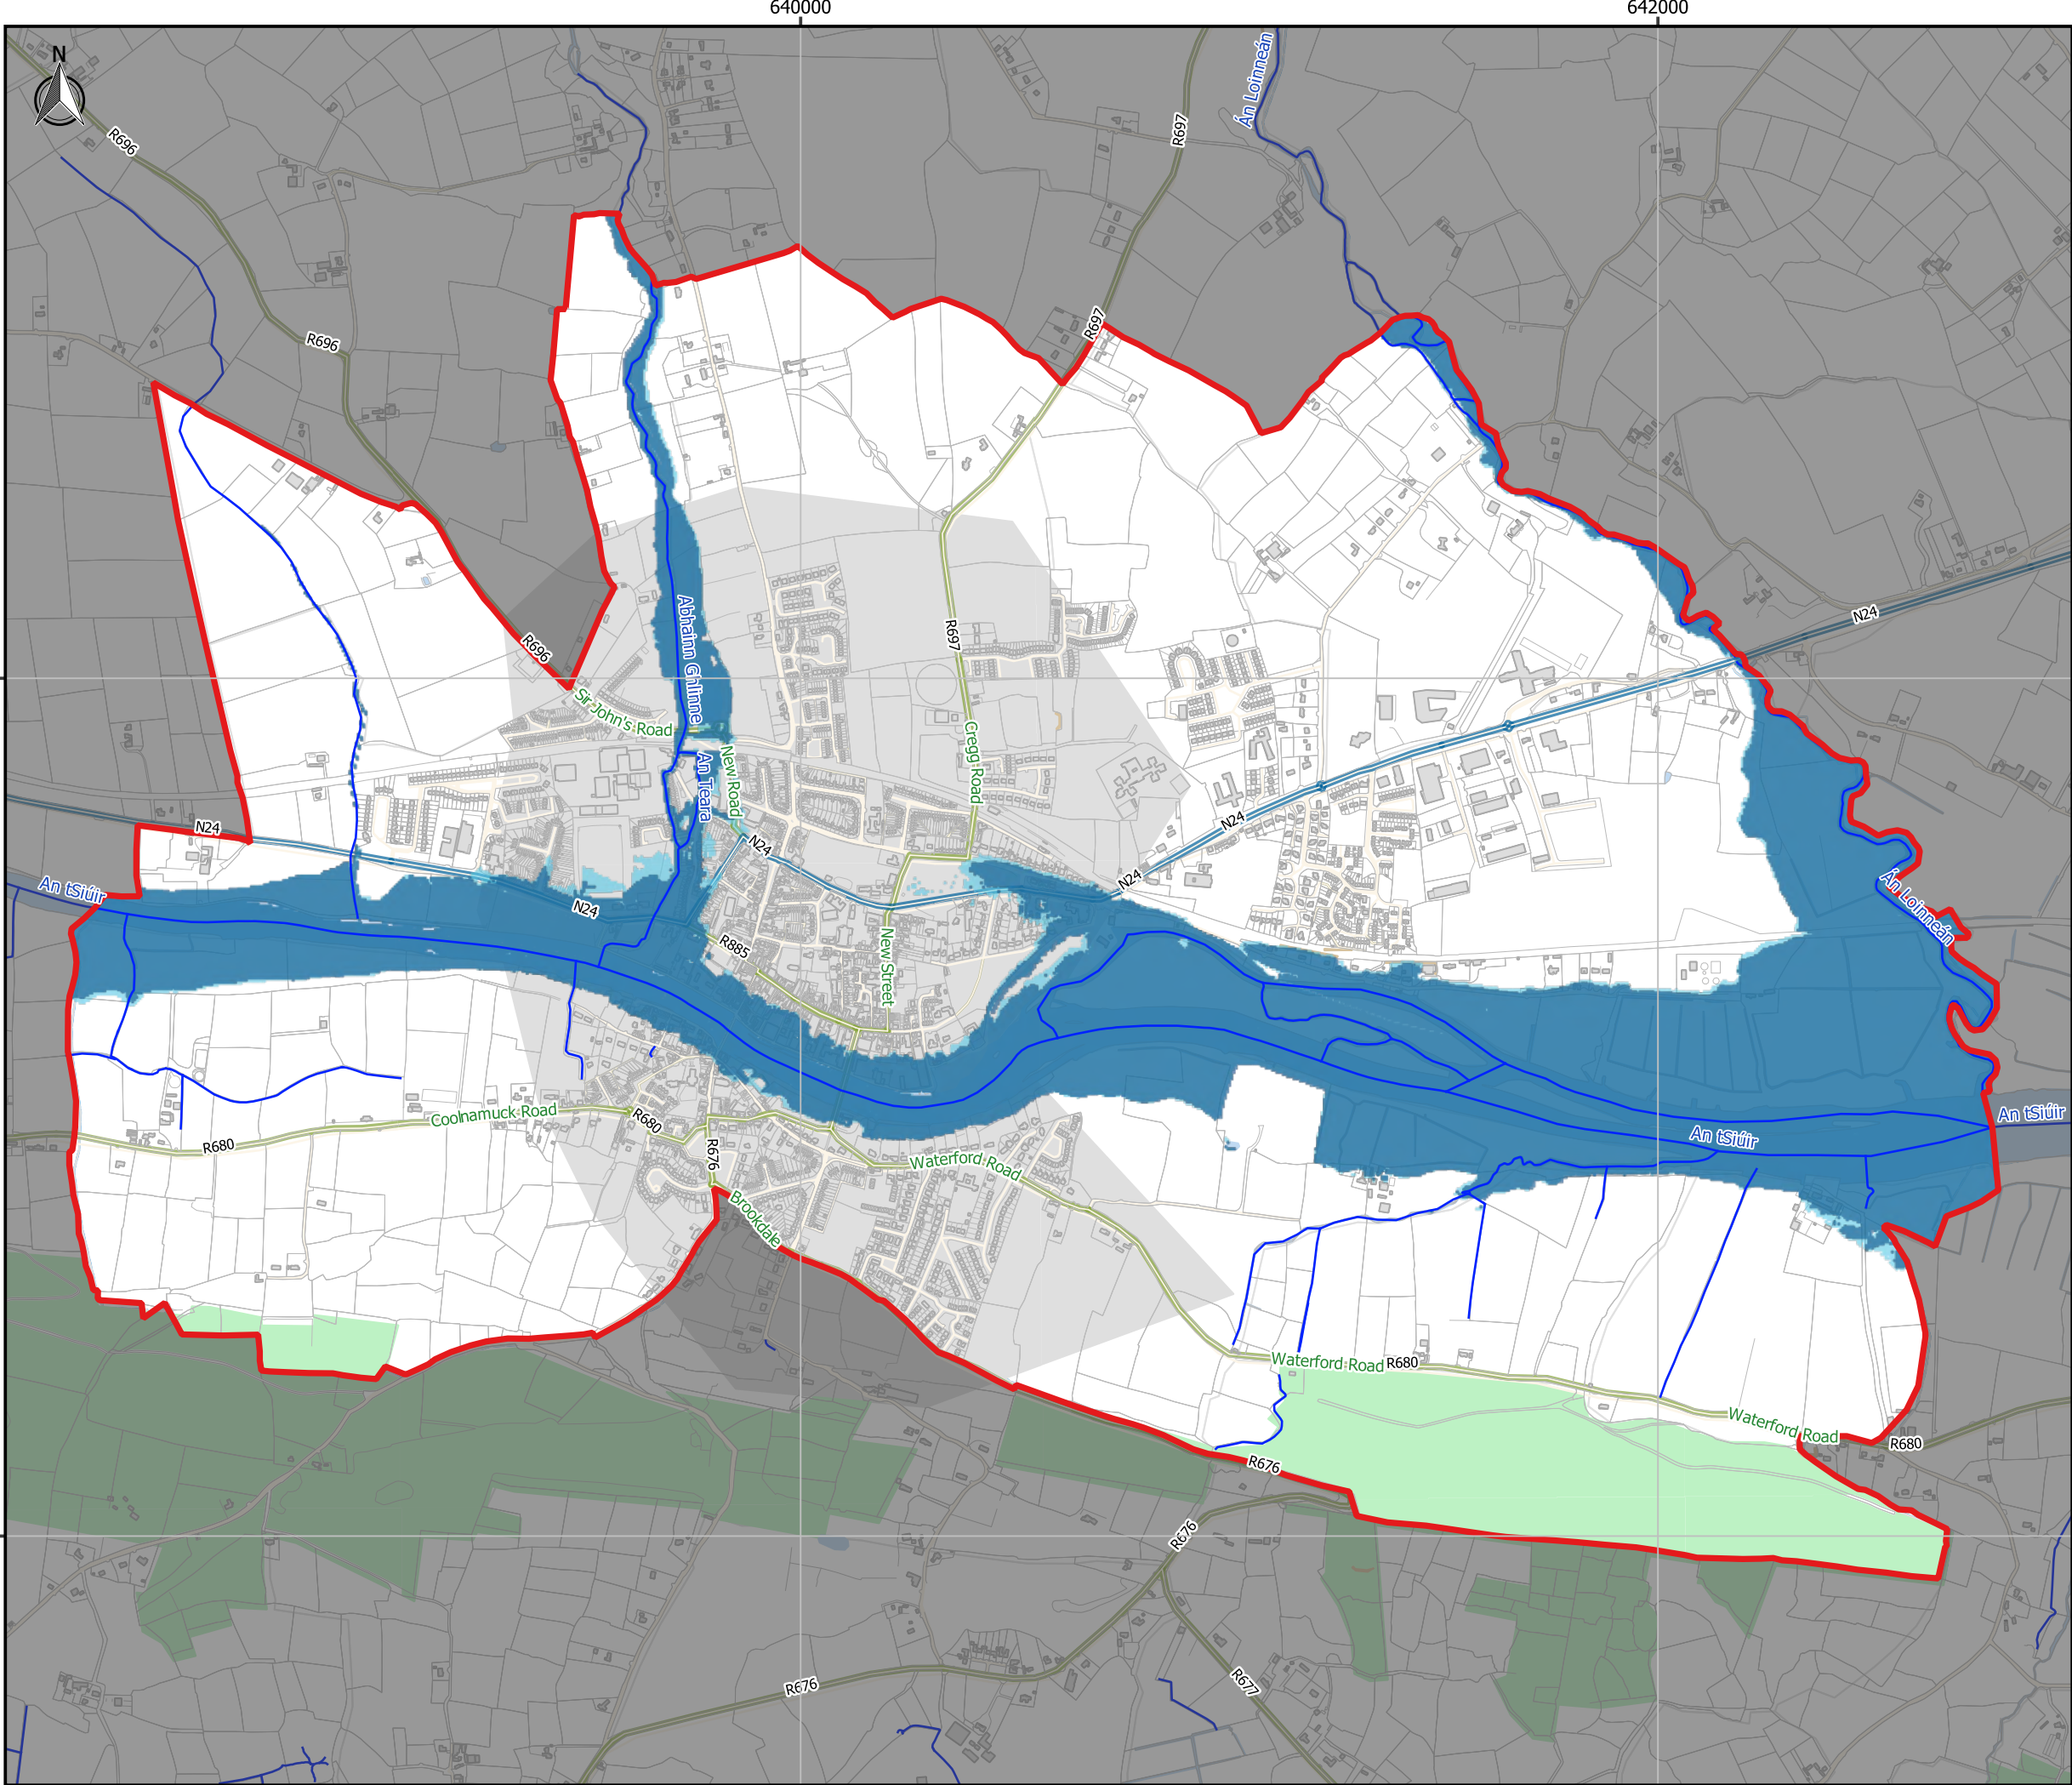 640000
642000
N
Án Loinneán
R696
R697
R697
R696
N24
R696
Abhainn Ghlinne
R697
Sir John's Road
New Road
An Teara
Cregg Road
N24
N24
N24
N24
An tSiúir
N24
Án Loinneán
R885
New Street
Coolnamuck Road
R680
R680
R676
Waterford Road
An tSiúir
An tSiúir
Brookdale
Waterford Road
R680
Waterford Road
R680
R676
R676
R676
R677